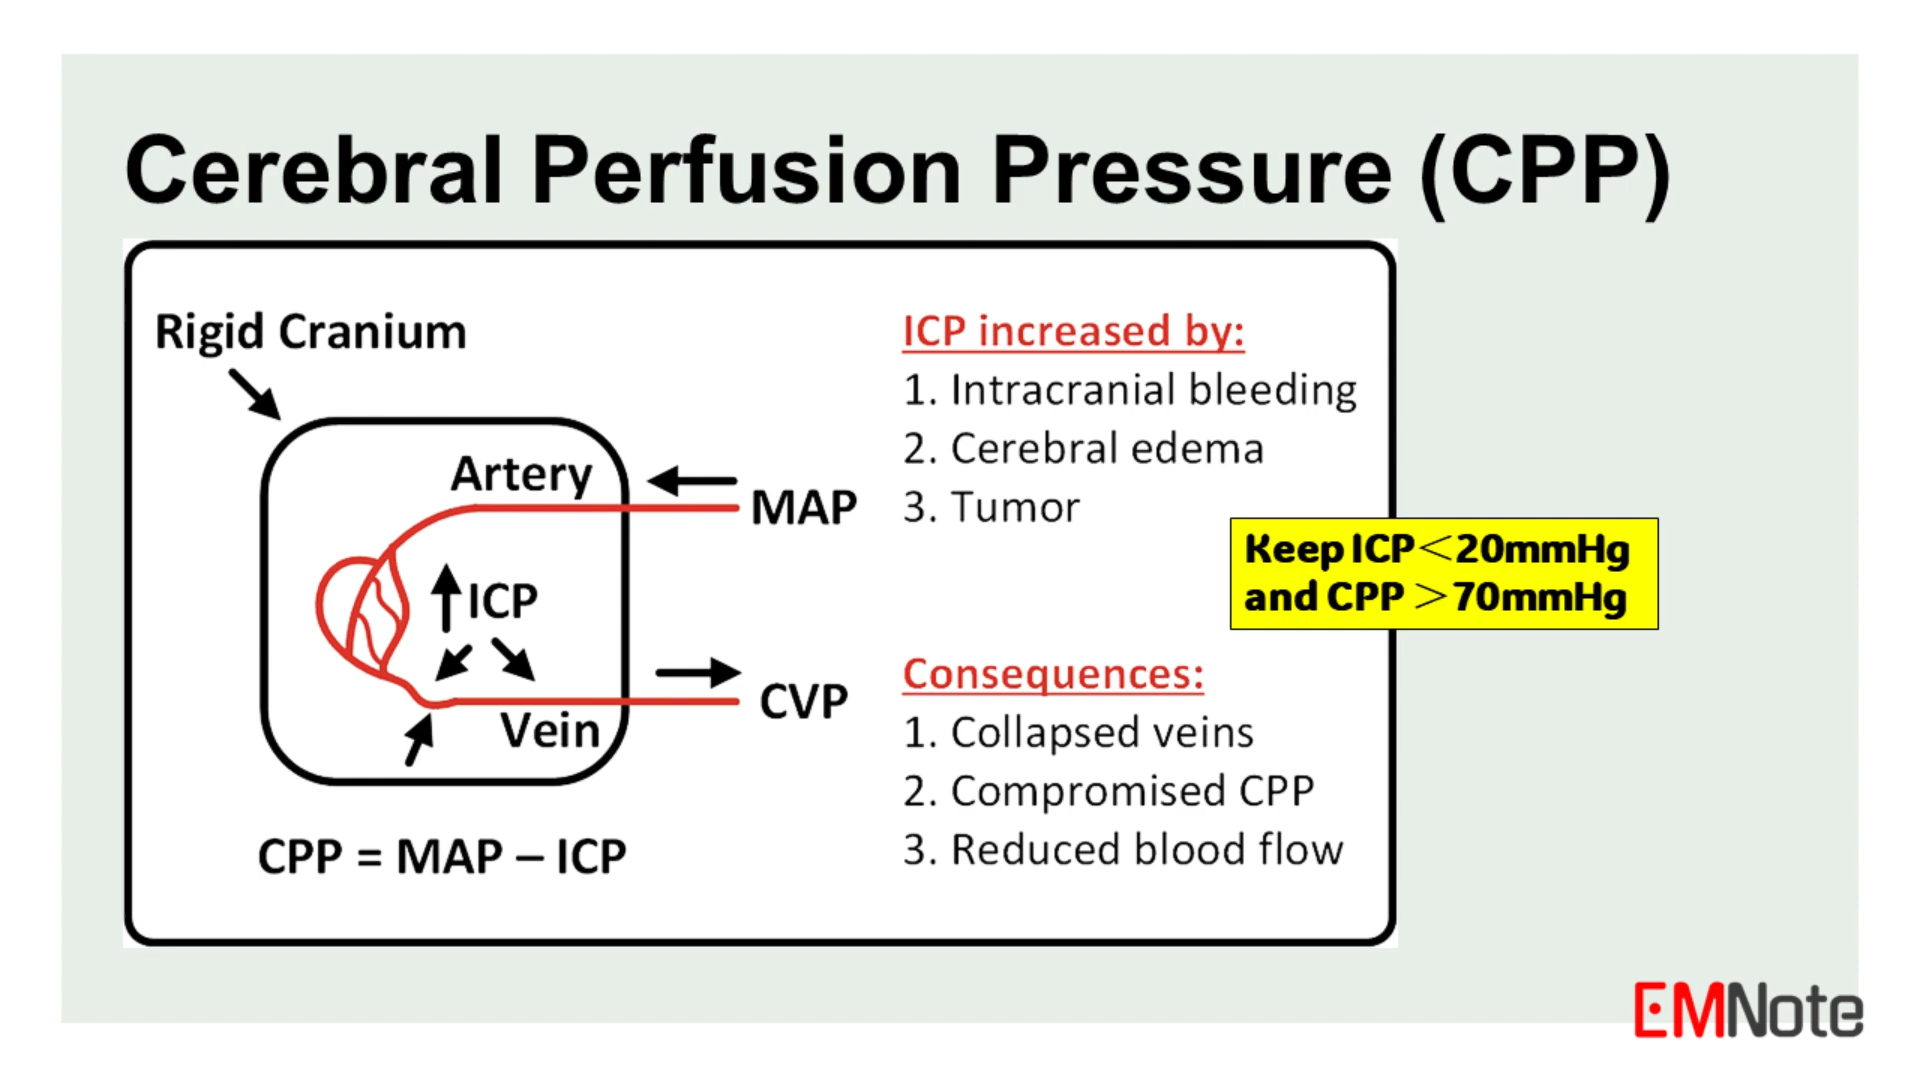 Cerebral Perfusion Pressure (CPP)
Rigid Cranium
Artery
MAP
ICP
CVP
Vein
CPP = MAP – ICP
ICP increased by:
1. Intracranial bleeding
2. Cerebral edema
3. Tumor
Keep ICP＜20mmHg
and CPP ＞70mmHg
Consequences:
1. Collapsed veins
2. Compromised CPP
3. Reduced blood flow
EMNote